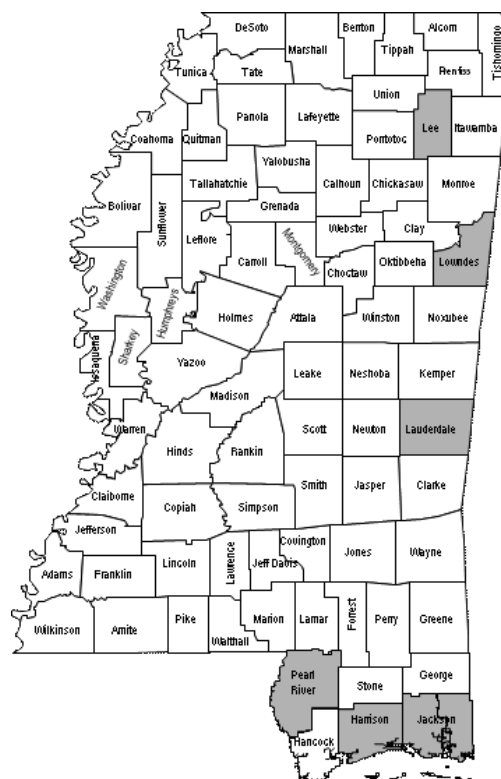 DeSoto
Marshall
Benton
Tippah
Alcorn
Tishomingo
Tunica
Tate
Prentiss
Union
Panola
Lafayette
Lee
Itawamba
Coahoma
Quitman
Pontotoc
Yalobusha
Tallahatchie
Calhoun
Chickasaw
Monroe
Bolivar
Sunflower
Grenada
Leflore
Webster
Clay
Montgomery
Carroll
Choctaw
Oktibbeha
Lowndes
Washington
Humphreys
Holmes
Attala
Winston
Noxubee
Issaquena
Sharkey
Yazoo
Leake
Neshoba
Kemper
Madison
Warren
Scott
Newton
Lauderdale
Hinds
Rankin
Smith
Jasper
Clarke
Claiborne
Copiah
Simpson
Jefferson
Covington
Jones
Wayne
Lincoln
Lawrence
Jeff Davis
Adams
Franklin
Wilkinson
Amite
Pike
Walthall
Marion
Lamar
Forrest
Perry
Greene
Pearl
River
Stone
George
Hancock
Harrison
Jackson